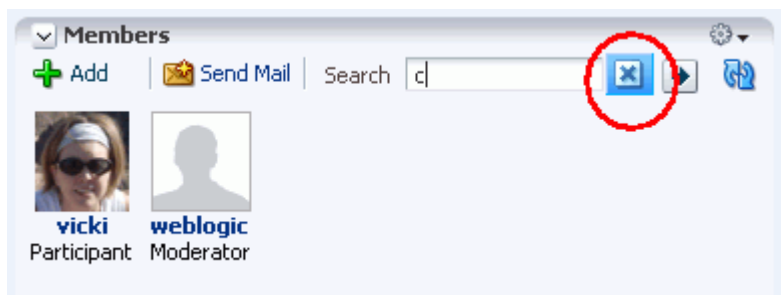 Members
Add Send Mail Search c
vicki weblogic
Participant Moderator